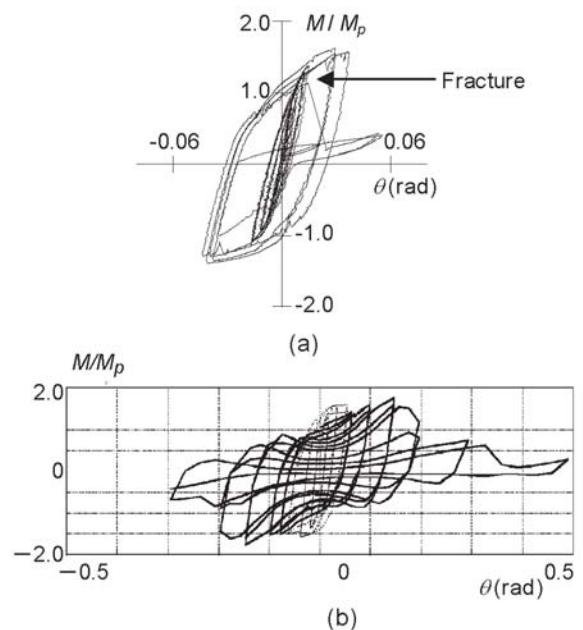 2.0 M / Mp
Fracture
1.0
-0.06 0.06
θ(rad)
-1.0
-2.0
(a)
M/Mp
2.0
0
−2.0
−0.5 0 0.5
θ(rad)
(b)